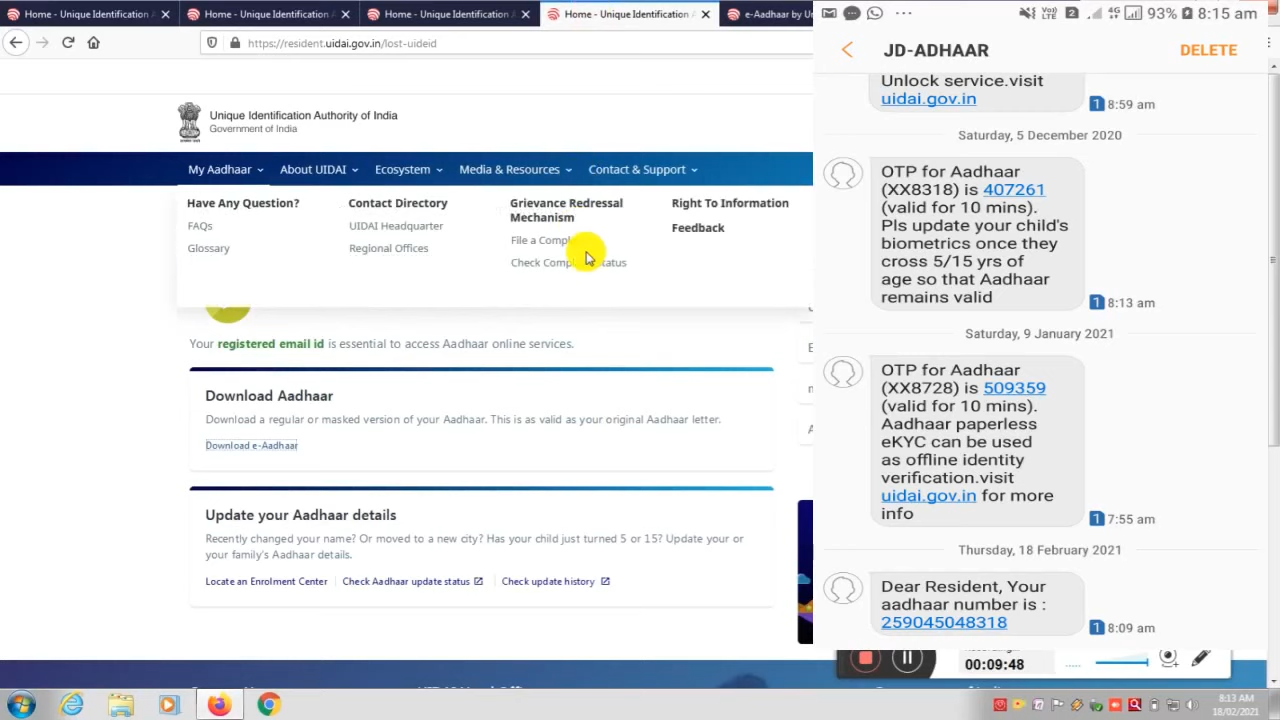 Home - Unique Identification
Home - Unique Identification
Home - Unique Identification
Home - Unique Identification
e-Aadhaar by Un
https://resident.uidai.gov.in/lost-uideid
Unique Identification Authority of India
Government of India
My Aadhaar
About UIDAI
Ecosystem
Media & Resources
Contact & Support
Have Any Question?
FAQs
Glossary
Contact Directory
UIDAI Headquarter
Regional Offices
Grievance Redressal
Mechanism
File a
Check
Right To Information
Feedback
Your registered email id is essential to access Aadhaar online services.
Download Aadhaar
Download a regular or masked version of your Aadhaar. This is as valid as your original Aadhaar letter.
Download e-Aadhaar
Update your Aadhaar details
Recently changed your name? Or moved to a new city? Has your child just turned 5 or 15? Update your or
your family's Aadhaar details.
Locate an Enrolment Center
Check Aadhaar update status
Check update history
VoD LTE 2 4G 93% 8:15 am
JD-ADHAAR
DELETE
Unlock service.visit
uidai.gov.in
1 8:59 am
Saturday, 5 December 2020
OTP for Aadhaar
(XX8318) is 407261
(valid for 10 mins).
Pls update your child's
biometrics once they
cross 5/15 yrs of
age so that Aadhaar
remains valid
1 8:13 am
Saturday, 9 January 2021
OTP for Aadhaar
(XX8728) is 509359
(valid for 10 mins).
Aadhaar paperless
eKYC can be used
as offline identity
verification.visit
uidai.gov.in for more
info
1 7:55 am
Thursday, 18 February 2021
Dear Resident, Your
aadhaar number is :
259045048318
1 8:09 am
00:09:48
8:13 AM
18/02/2021